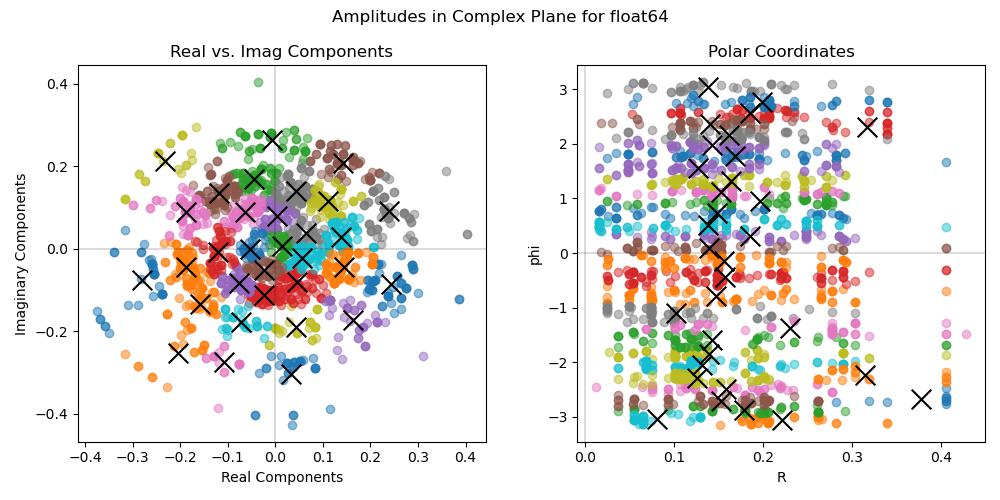 Amplitudes in Complex Plane for float64
Real vs. Imag Components
Polar Coordinates
0.4
0.2
0.0
−0.2
−0.4
Imaginary Components
−0.4 −0.3 −0.2 −0.1 0.0 0.1 0.2 0.3 0.4
Real Components
3
2
1
0
−1
−2
−3
phi
0.0 0.1 0.2 0.3 0.4
R